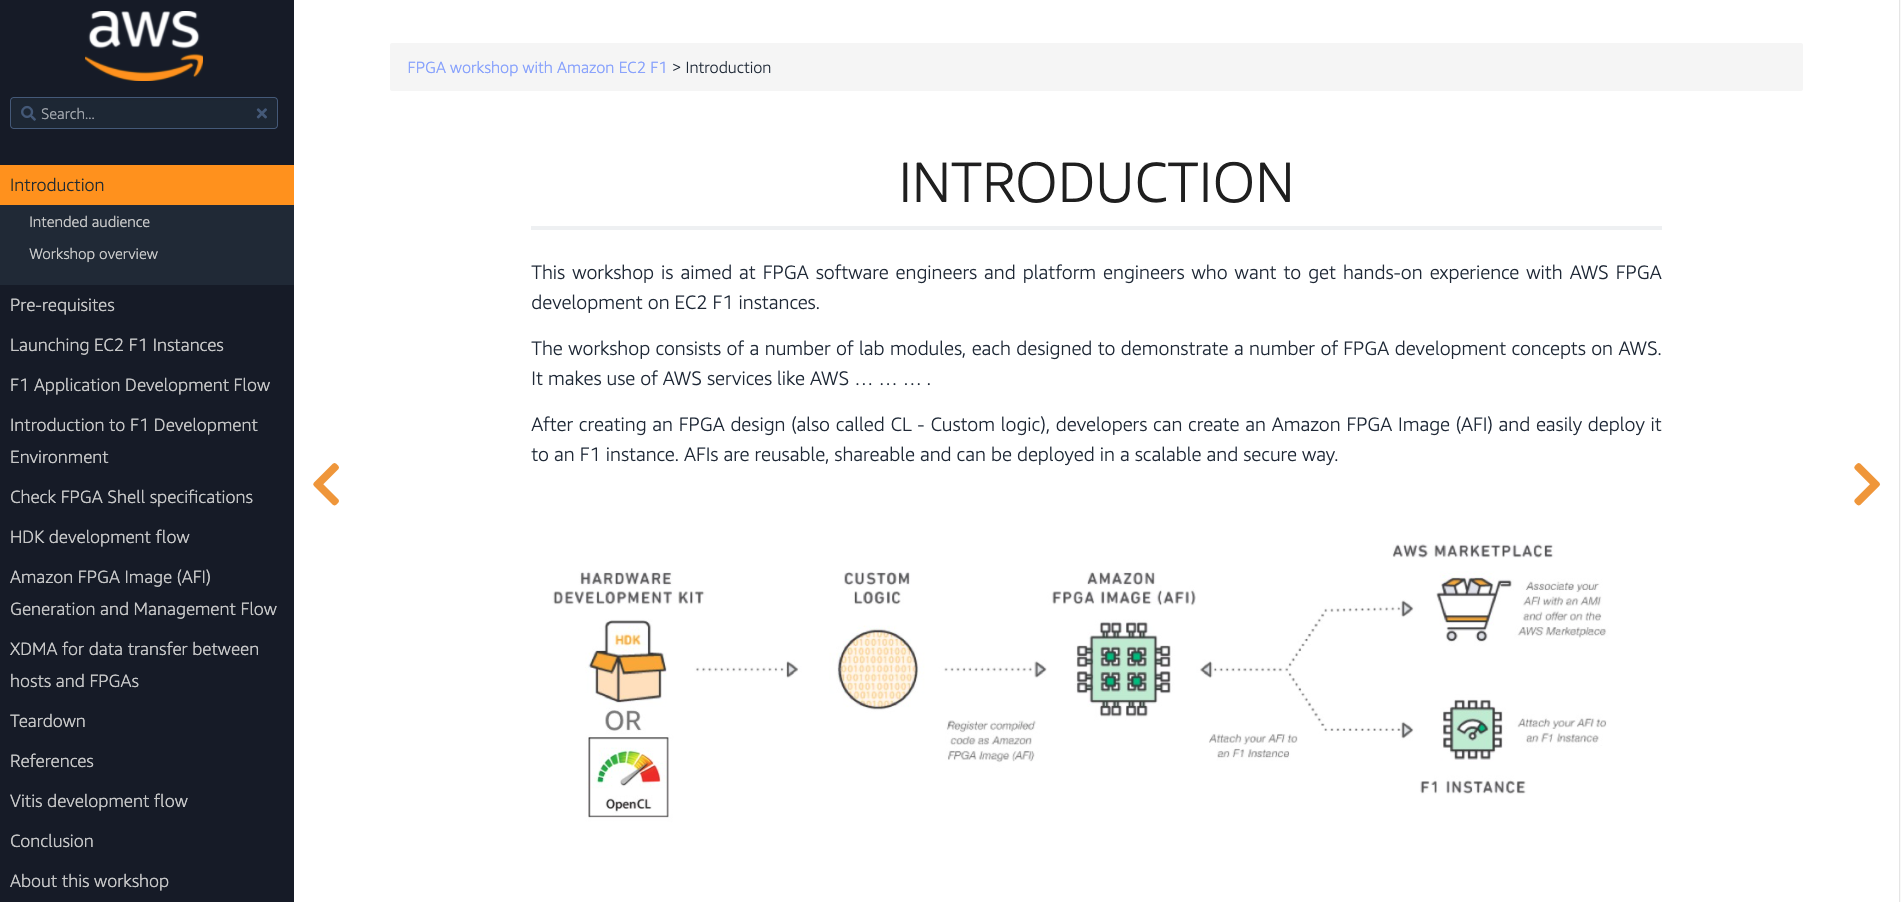 aws
Search...
Introduction
Intended audience
Workshop overview
Pre-requisites
Launching EC2 F1 Instances
F1 Application Development Flow
Introduction to F1 Development
Environment
Check FPGA Shell specifications
HDK development flow
Amazon FPGA Image (AFI)
Generation and Management Flow
XDMA for data transfer between
hosts and FPGAs
Teardown
References
Vitis development flow
Conclusion
About this workshop
FPGA workshop with Amazon EC2 F1 > Introduction
INTRODUCTION
This workshop is aimed at FPGA software engineers and platform engineers who want to get hands-on experience with AWS FPGA
development on EC2 F1 instances.
The workshop consists of a number of lab modules, each designed to demonstrate a number of FPGA development concepts on AWS.
It makes use of AWS services like AWS … … … .
After creating an FPGA design (also called CL - Custom logic), developers can create an Amazon FPGA Image (AFI) and easily deploy it
to an F1 instance. AFIs are reusable, shareable and can be deployed in a scalable and secure way.
HARDWARE
DEVELOPMENT KIT
HDK
OR
OpenCL
CUSTOM
LOGIC
Register compiled
code as Amazon
FPGA Image (AFI)
AMAZON
FPGA IMAGE (AFI)
Attach your AFI to
an F1 Instance
AWS MARKETPLACE
Associate your
AFI with an AMI
and offer on the
AWS Marketplace
Attach your AFI to
an F1 Instance
F1 INSTANCE